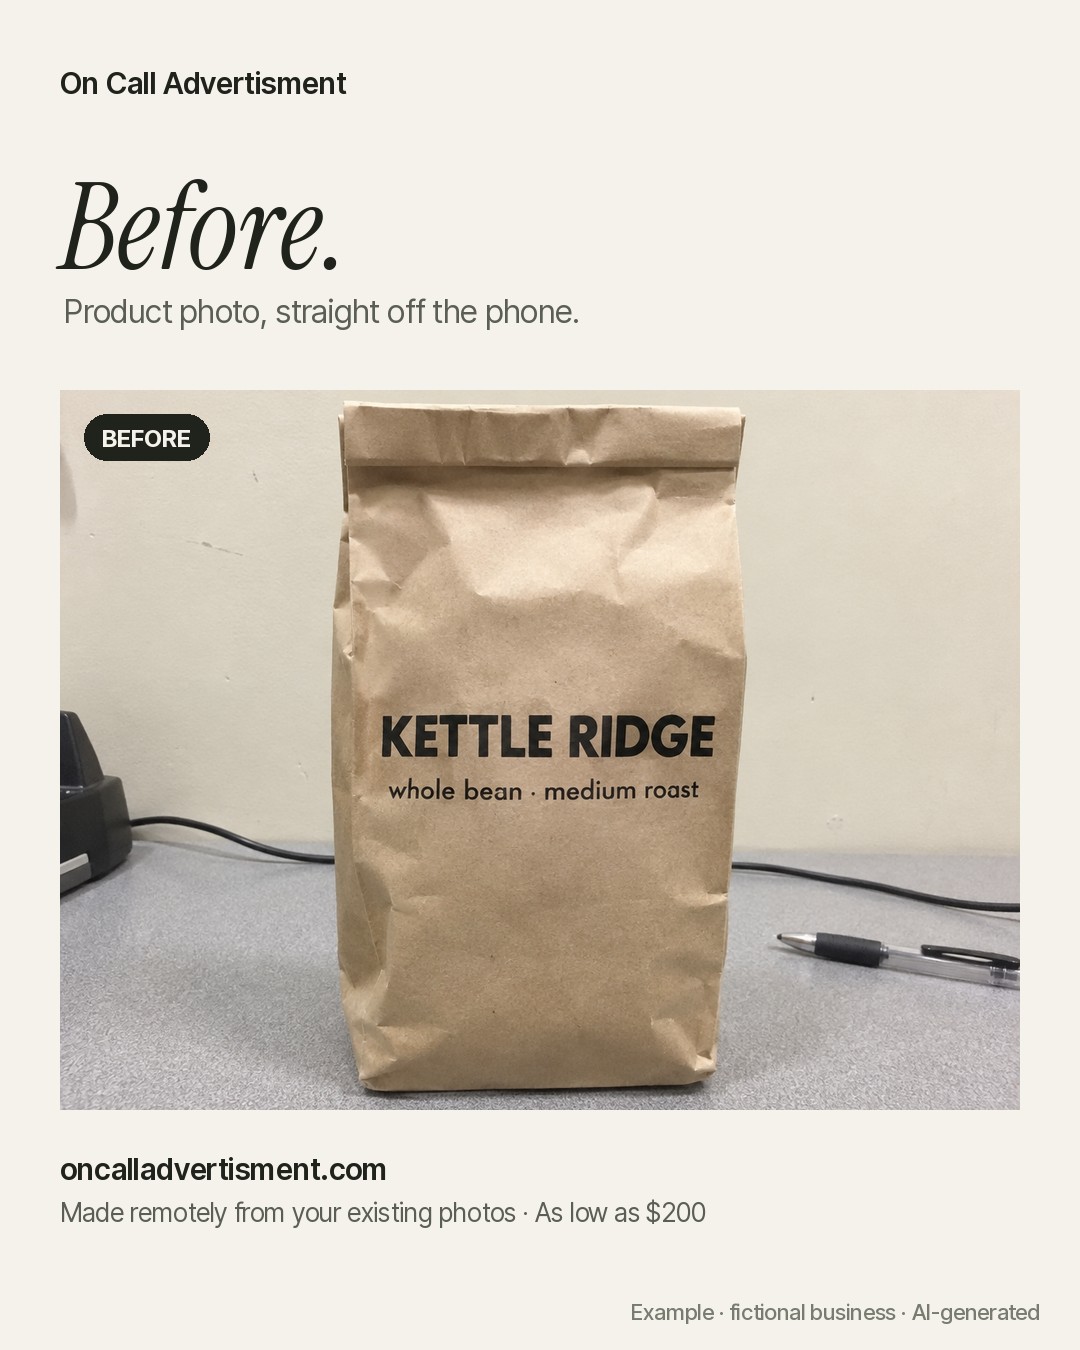 On Call Advertisment
Before.
Product photo, straight off the phone.
BEFORE
KETTLE RIDGE
whole bean · medium roast
oncalladvertisment.com
Made remotely from your existing photos · As low as $200
Example · fictional business · AI-generated